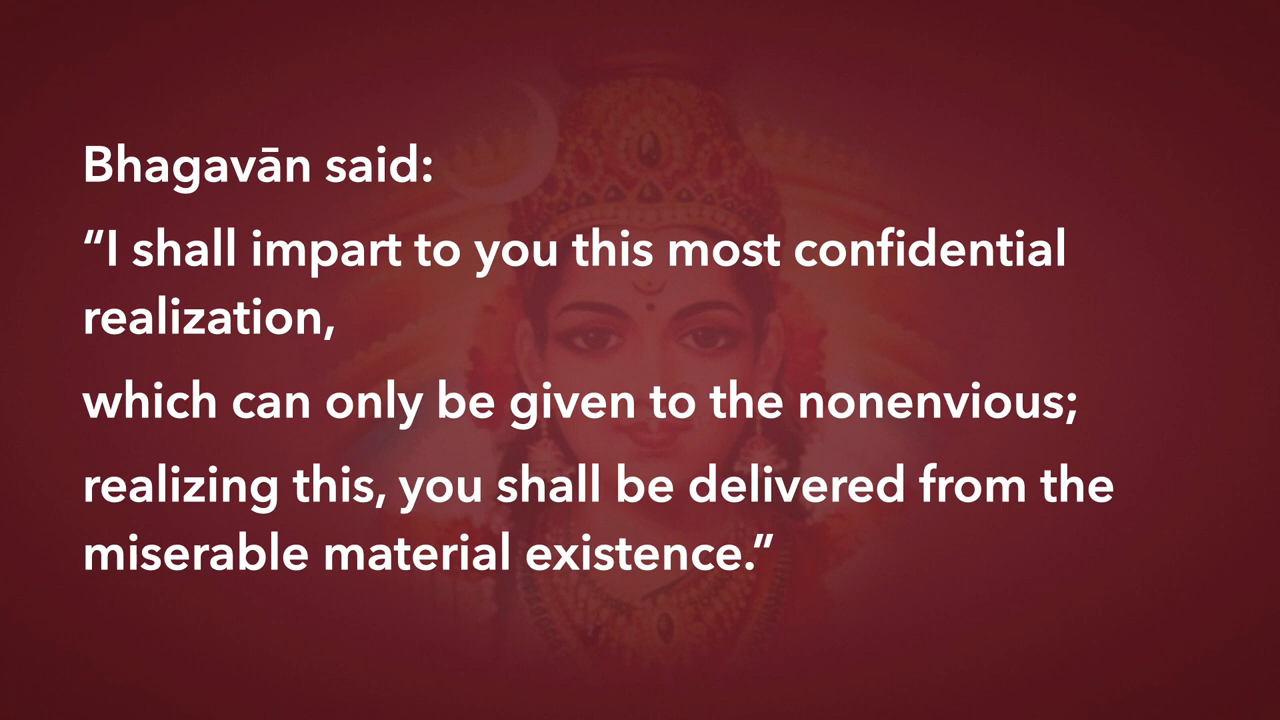 Bhagavān said:
“I shall impart to you this most confidential
realization,
which can only be given to the nonenvious;
realizing this, you shall be delivered from the
miserable material existence.”